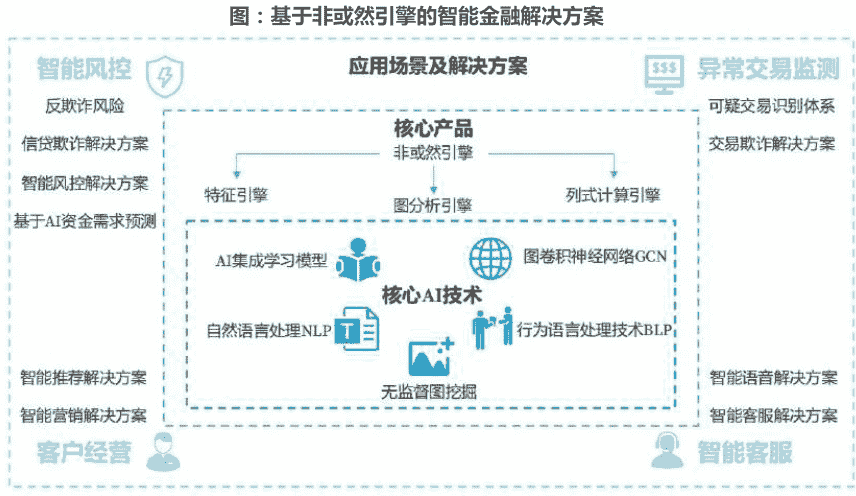 图：基于非或然引擎的智能金融解决方案
智能风控
应用场景及解决方案
$$$
异常交易监测
反欺诈风险
信贷欺诈解决方案
智能风控解决方案
基于AI资金需求预测
可疑交易识别体系
交易欺诈解决方案
核心产品
非或然引擎
特征引擎
图分析引擎
列式计算引擎
AI集成学习模型
图卷积神经网络GCN
核心AI技术
自然语言处理NLP
T
行为语言处理技术BLP
无监督图挖掘
智能推荐解决方案
智能营销解决方案
客户经营
智能语音解决方案
智能客服解决方案
智能客服